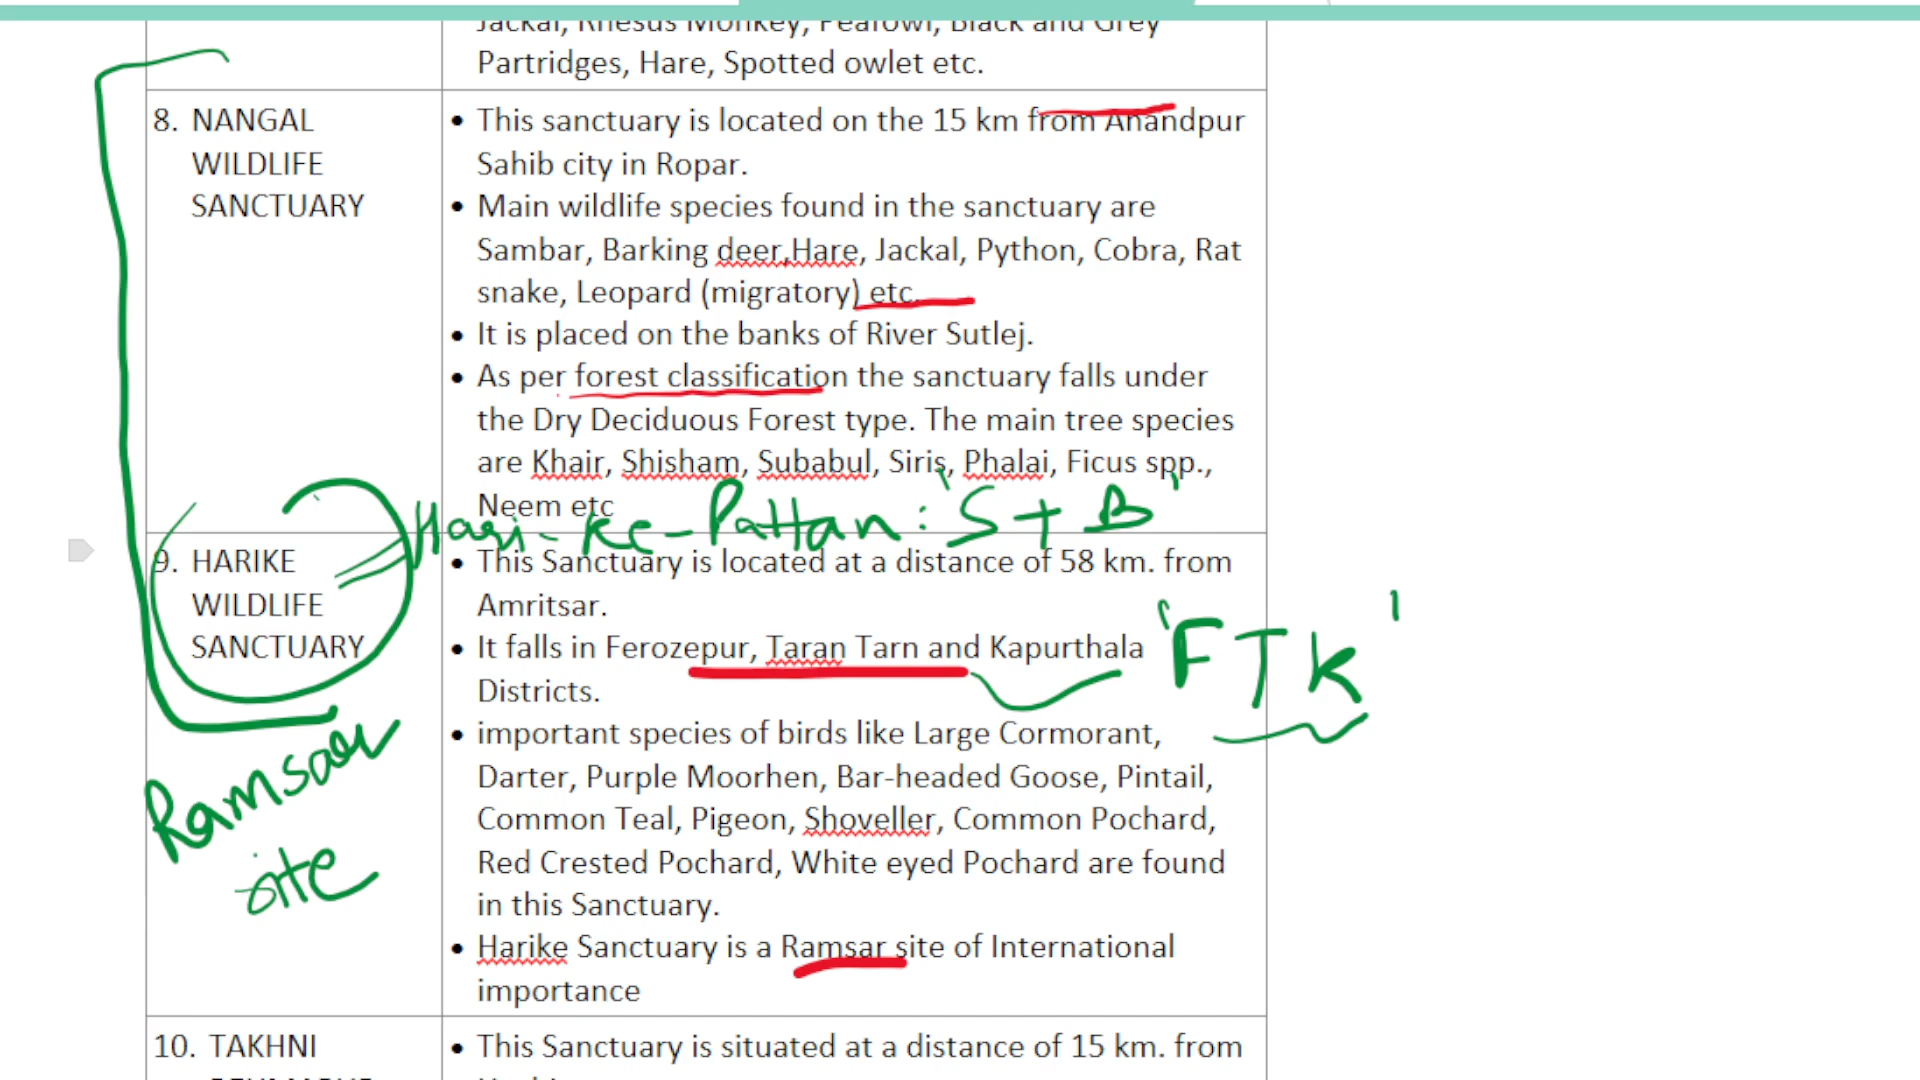 Jackal, Rhesus Monkey, Peafowl, Black and Grey
Partridges, Hare, Spotted owlet etc.
8. NANGAL
WILDLIFE
SANCTUARY
• This sanctuary is located on the 15 km from Anandpur
Sahib city in Ropar.
• Main wildlife species found in the sanctuary are
Sambar, Barking deer,Hare, Jackal, Python, Cobra, Rat
snake, Leopard (migratory) etc.
• It is placed on the banks of River Sutlej.
• As per forest classification the sanctuary falls under
the Dry Deciduous Forest type. The main tree species
are Khair, Shisham, Subabul, Siris, Phalai, Ficus spp.,
Neem etc
Hari-ke-Pattan: 'S+B'
9. HARIKE
WILDLIFE
SANCTUARY
• This Sanctuary is located at a distance of 58 km. from
Amritsar.
• It falls in Ferozepur, Taran Tarn and Kapurthala
Districts.
'FTK'
• important species of birds like Large Cormorant,
Darter, Purple Moorhen, Bar-headed Goose, Pintail,
Common Teal, Pigeon, Shoveller, Common Pochard,
Red Crested Pochard, White eyed Pochard are found
in this Sanctuary.
• Harike Sanctuary is a Ramsar site of International
importance
Ramsar
site
10. TAKHNI
• This Sanctuary is situated at a distance of 15 km. from